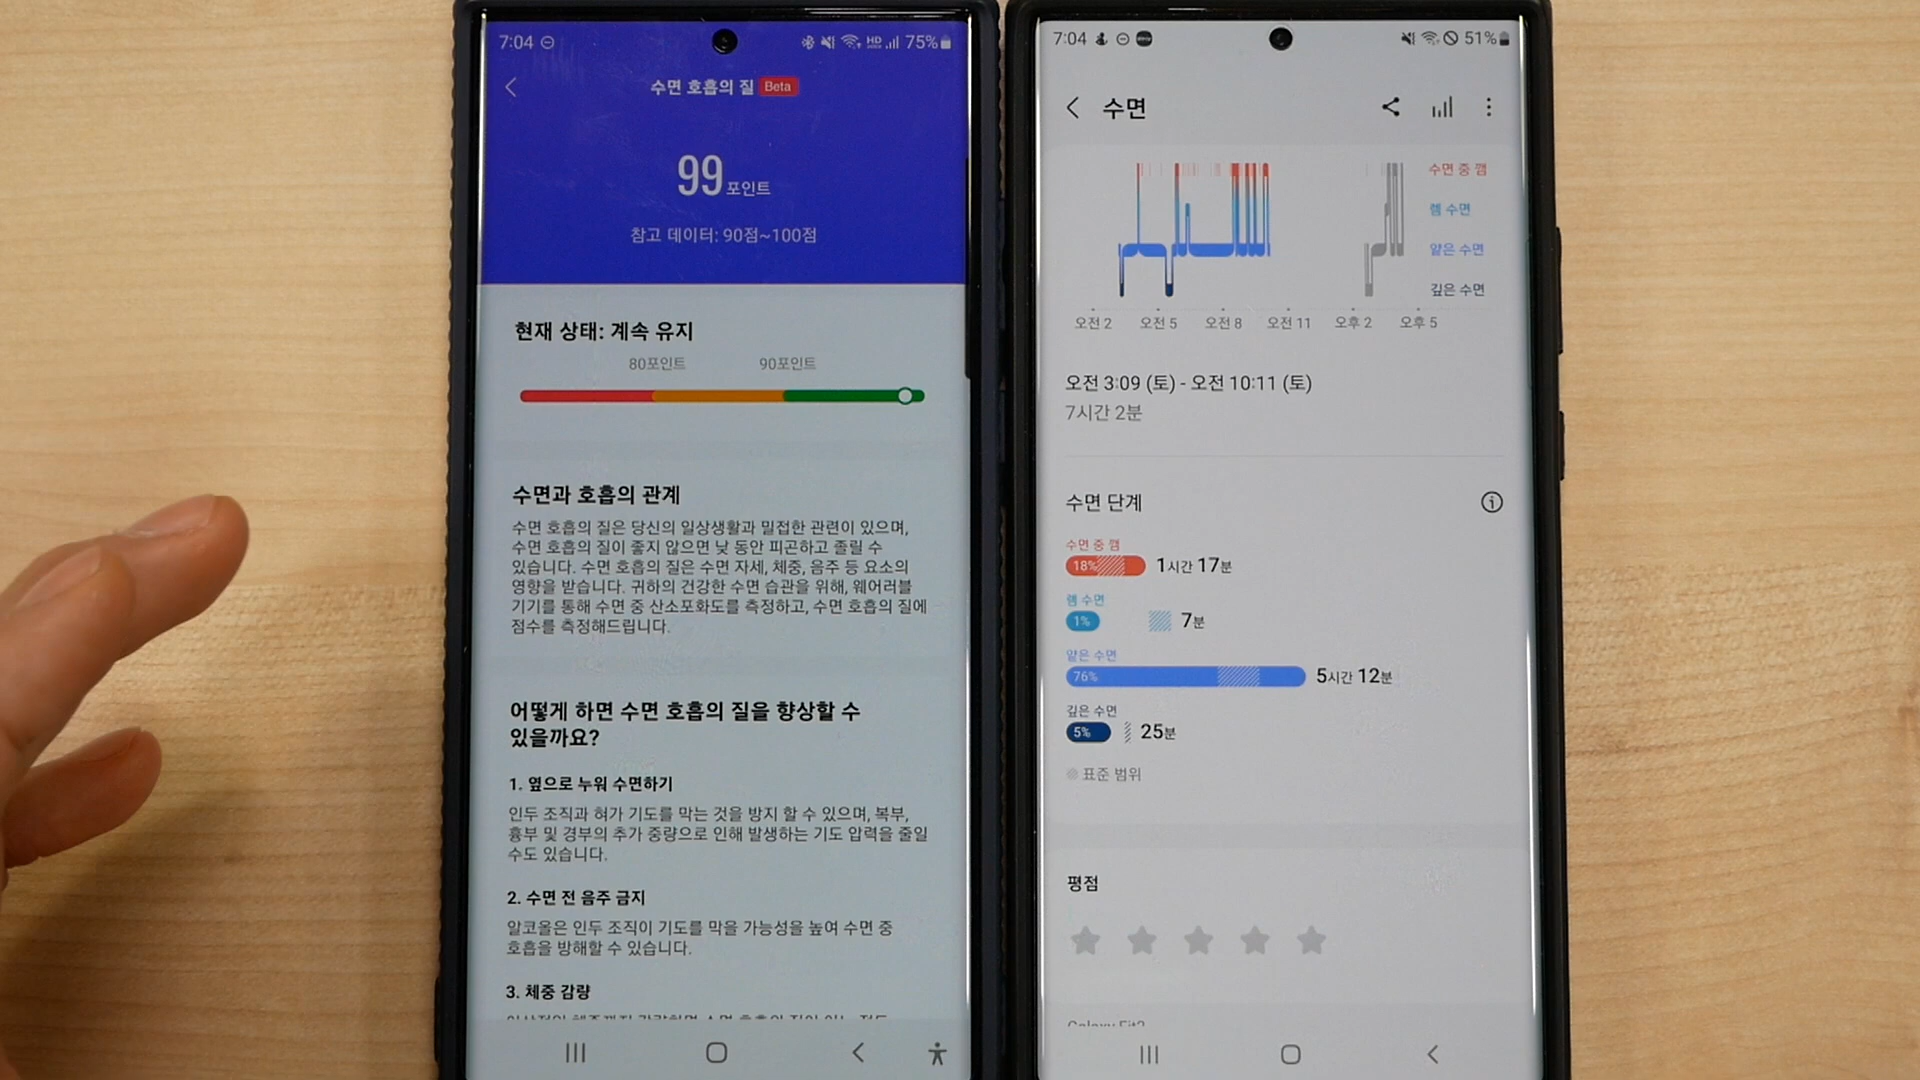 7:04
HD
75%
수면 호흡의 질 Beta
99포인트
참고 데이터: 90점~100점
현재 상태: 계속 유지
80포인트 90포인트
수면과 호흡의 관계
수면 호흡의 질은 당신의 일상생활과 밀접한 관련이 있으며,
수면 호흡의 질이 좋지 않으면 낮 동안 피곤하고 졸릴 수
있습니다. 수면 호흡의 질은 수면 자세, 체중, 음주 등 요소의
영향을 받습니다. 귀하의 건강한 수면 습관을 위해, 웨어러블
기기를 통해 수면 중 산소포화도를 측정하고, 수면 호흡의 질에
점수를 측정해드립니다.
어떻게 하면 수면 호흡의 질을 향상할 수
있을까요?
1. 옆으로 누워 수면하기
인두 조직과 혀가 기도를 막는 것을 방지 할 수 있으며, 복부,
흉부 및 경부의 추가 중량으로 인해 발생하는 기도 압력을 줄일
수도 있습니다.
2. 수면 전 음주 금지
알코올은 인두 조직이 기도를 막을 가능성을 높여 수면 중
호흡을 방해할 수 있습니다.
3. 체중 감량
7:04
51%
수면
수면 중 깸
렘 수면
얕은 수면
깊은 수면
오전 2 오전 5 오전 8 오전 11 오후 2 오후 5
오전 3:09 (토) - 오전 10:11 (토)
7시간 2분
수면 단계
수면 중 깸
18% 1시간 17분
렘 수면
1% 7분
얕은 수면
76% 5시간 12분
깊은 수면
5% 25분
표준 범위
평점
Galaxy Fit2